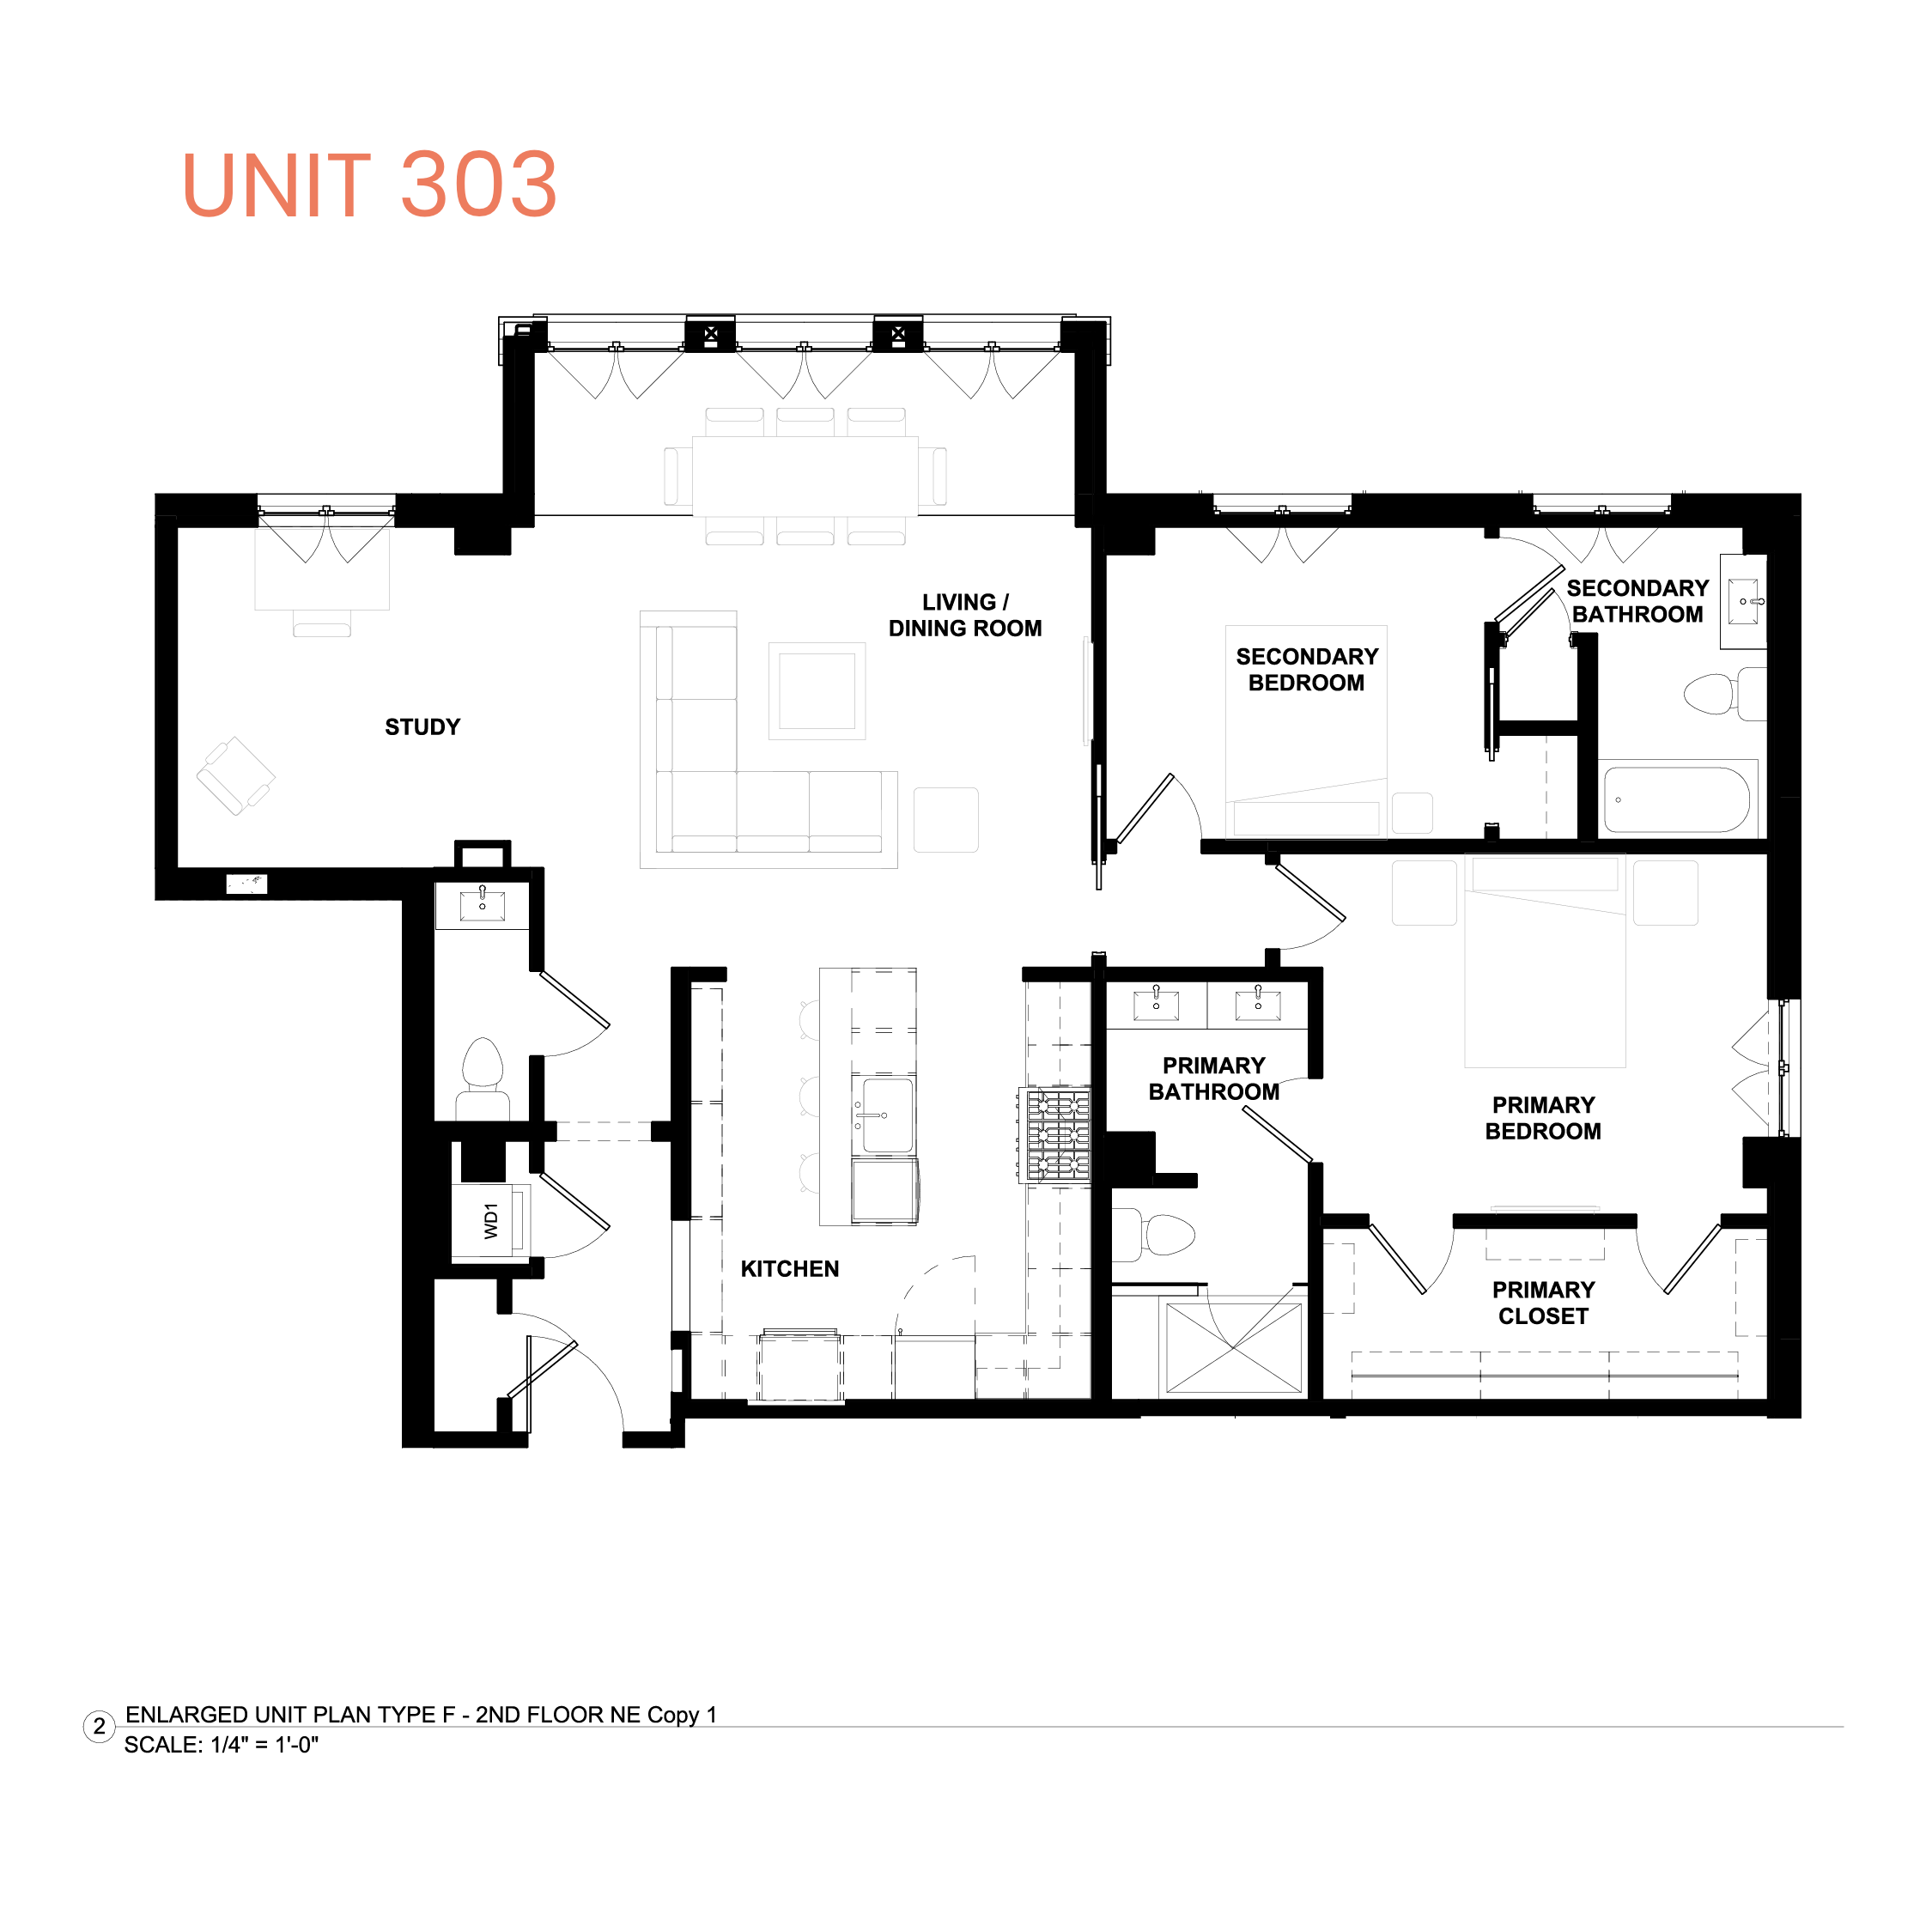 UNIT 303
LIVING /
DINING ROOM
SECONDARY
BATHROOM
SECONDARY
BEDROOM
STUDY
PRIMARY
BATHROOM
PRIMARY
BEDROOM
WD1
KITCHEN
PRIMARY
CLOSET
2 ENLARGED UNIT PLAN TYPE F - 2ND FLOOR NE Copy 1
SCALE: 1/4" = 1'-0"